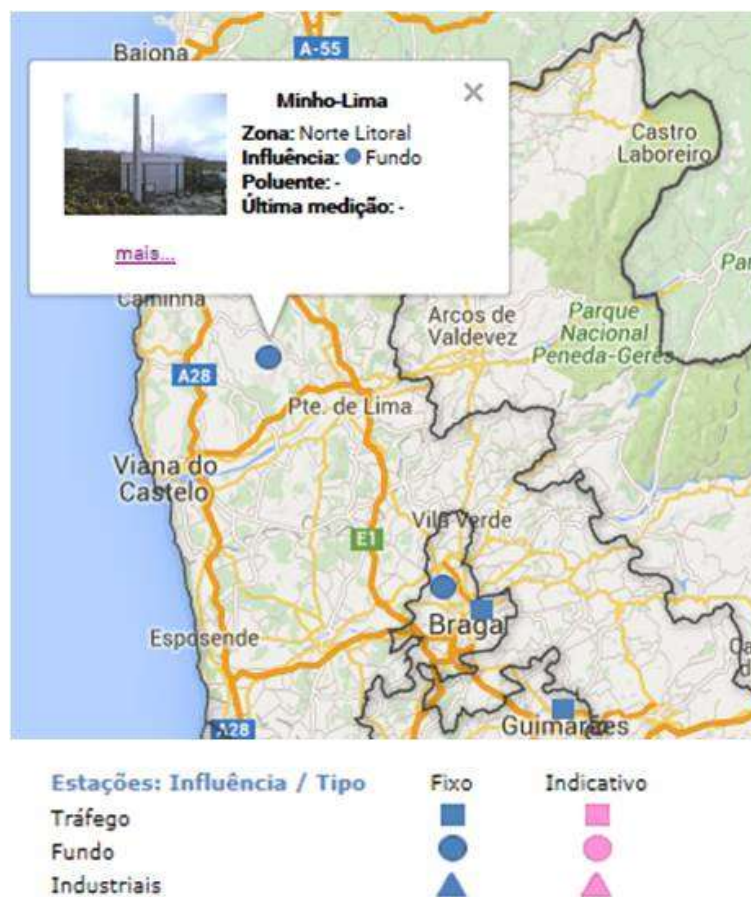 Baiona
A-55
×
Minho-Lima
Zona: Norte Litoral
Influência: Fundo
Poluente: -
Última medição: -
mais...
Castro
Laboreiro
Caminha
Arcos de
Valdevez
Parque
Nacional
Peneda-Gerês
A28
Pte. de Lima
Viana do
Castelo
Vila Verde
E1
Braga
Esposende
A28
Guimarães
Estações: Influência / Tipo Fixo Indicativo
Tráfego
Fundo
Industriais